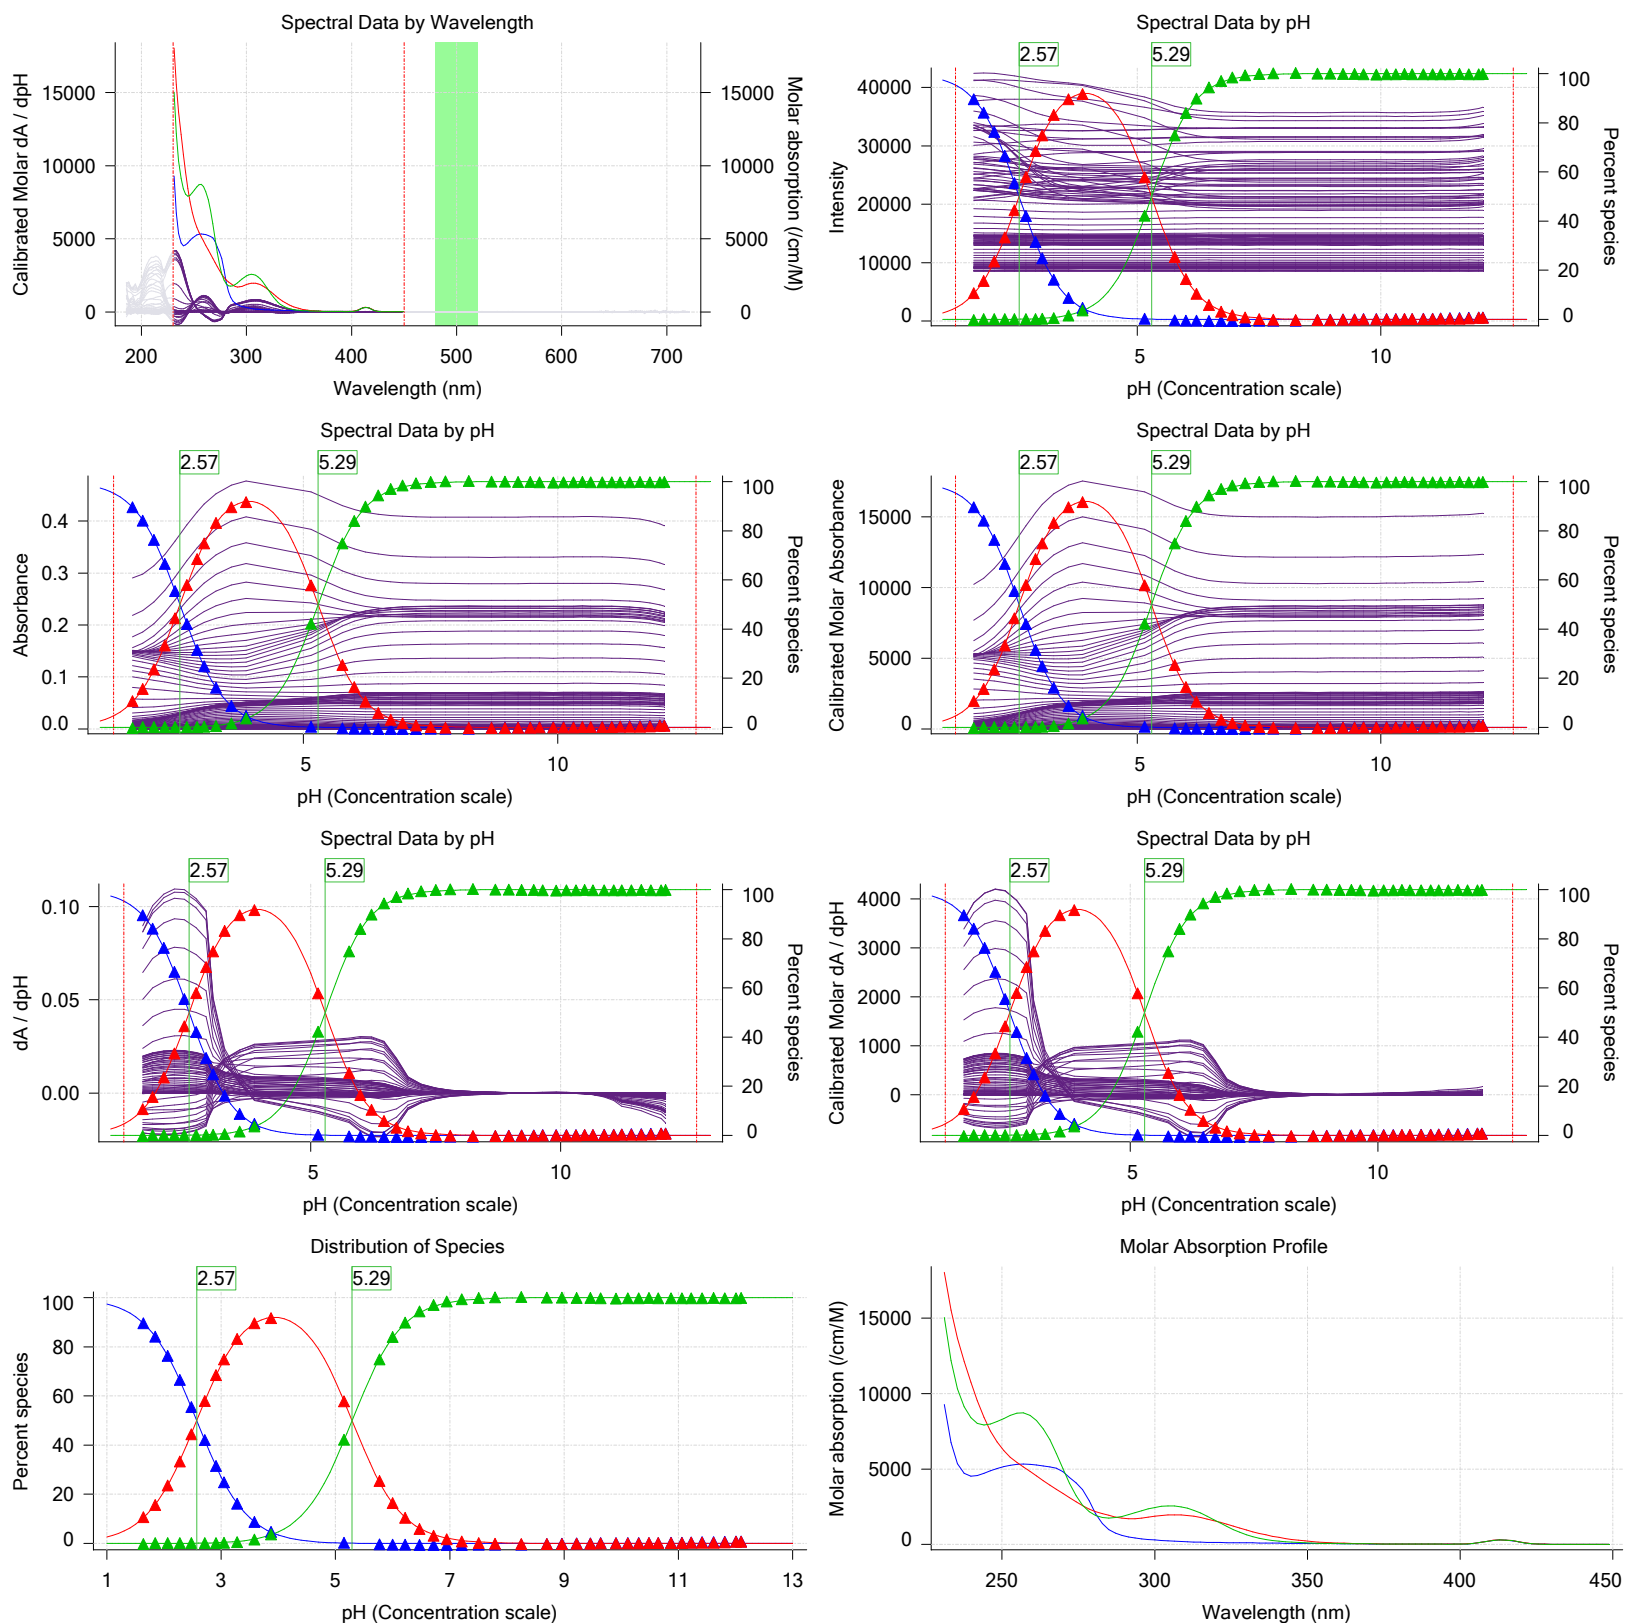 Spectral Data by Wavelength
Calibrated Molar dA / dpH
15000
10000
5000
0
15000
10000
5000
0
Molar absorption (/cm/M)
200 300 400 500 600 700
Wavelength (nm)
Spectral Data by pH
2.57 5.29
Intensity
40000
30000
20000
10000
0
100
80
60
40
20
0
Percent species
5 10
pH (Concentration scale)
Spectral Data by pH
2.57 5.29
Absorbance
0.4
0.3
0.2
0.1
0.0
100
80
60
40
20
0
Percent species
5 10
pH (Concentration scale)
Spectral Data by pH
2.57 5.29
Calibrated Molar Absorbance
15000
10000
5000
0
100
80
60
40
20
0
Percent species
5 10
pH (Concentration scale)
Spectral Data by pH
2.57 5.29
dA / dpH
0.10
0.05
0.00
100
80
60
40
20
0
Percent species
5 10
pH (Concentration scale)
Spectral Data by pH
2.57 5.29
Calibrated Molar dA / dpH
4000
3000
2000
1000
0
100
80
60
40
20
0
Percent species
5 10
pH (Concentration scale)
Distribution of Species
2.57 5.29
Percent species
100
80
60
40
20
0
1 3 5 7 9 11 13
pH (Concentration scale)
Molar Absorption Profile
Molar absorption (/cm/M)
15000
10000
5000
0
250 300 350 400 450
Wavelength (nm)